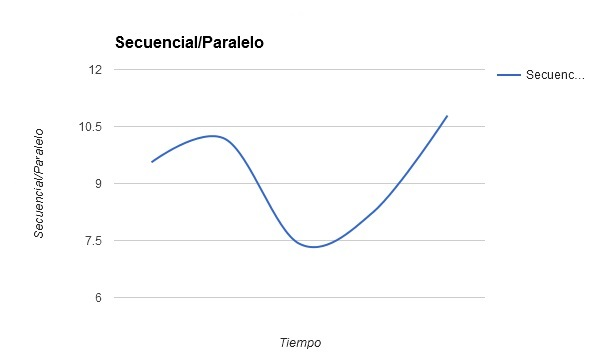 Secuencial/Paralelo
12
Secuenc...
10.5
Secuencial/Paralelo
9
7.5
6
Tiempo